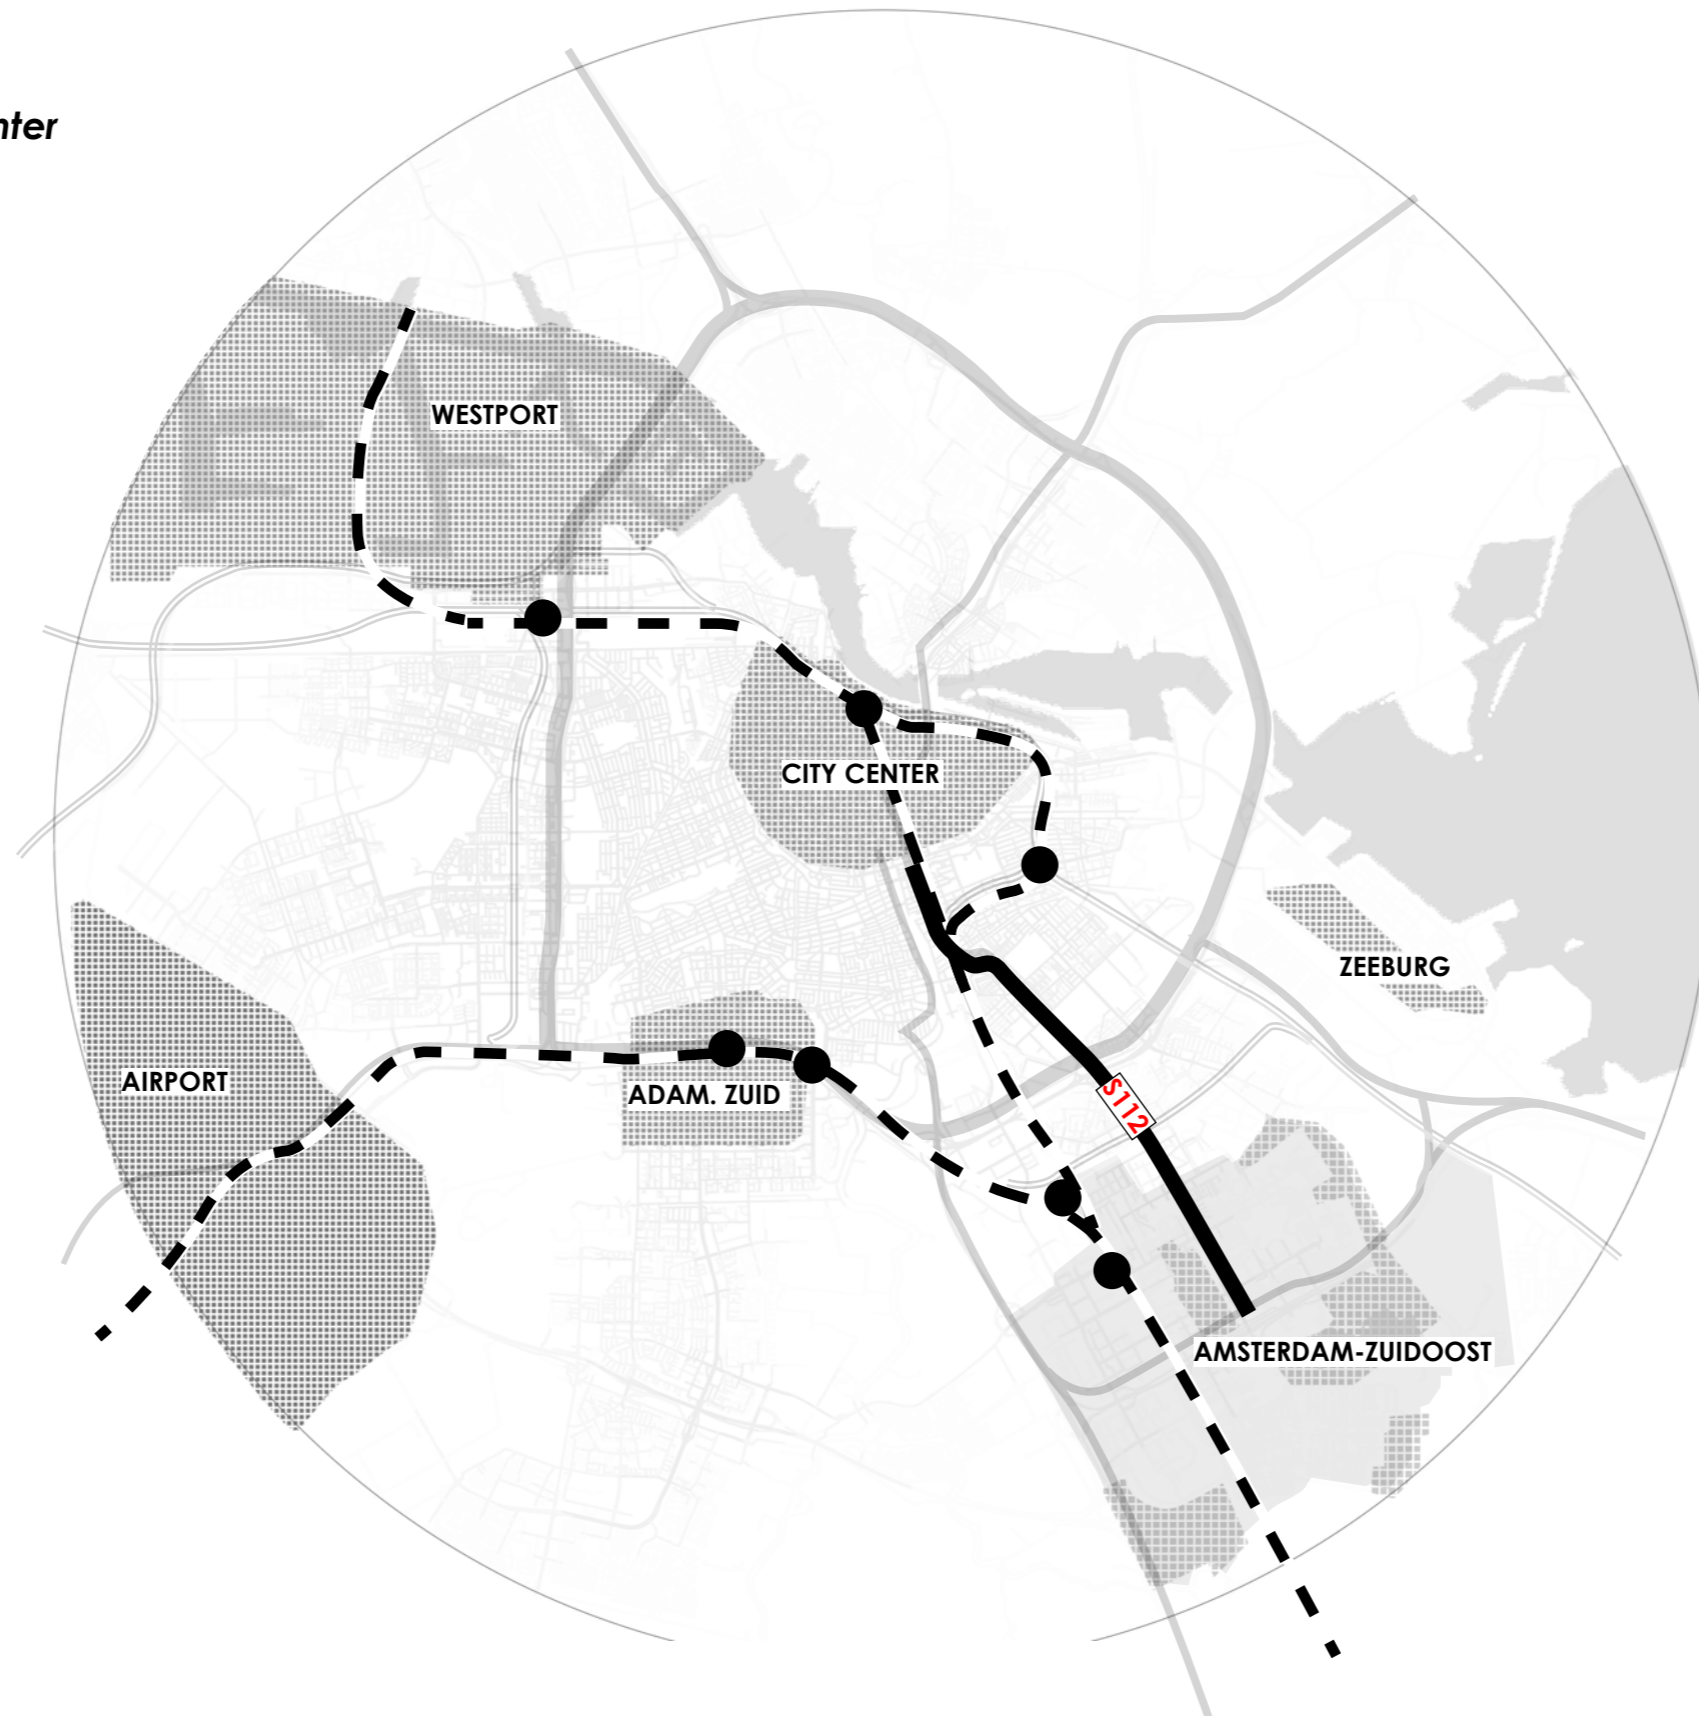 nter
WESTPORT
CITY CENTER
ZEEBURG
AIRPORT
ADAM. ZUID
S112
AMSTERDAM-ZUIDOOST